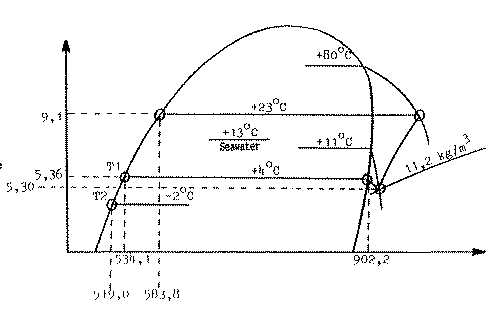 +80°C
9,1
+23°C
+13°C
Seawater
+11°C
11,2 kg/m³
T1
5,36
+4°C
5,30
T2
-2°C
534,1
902,2
519,0
583,8